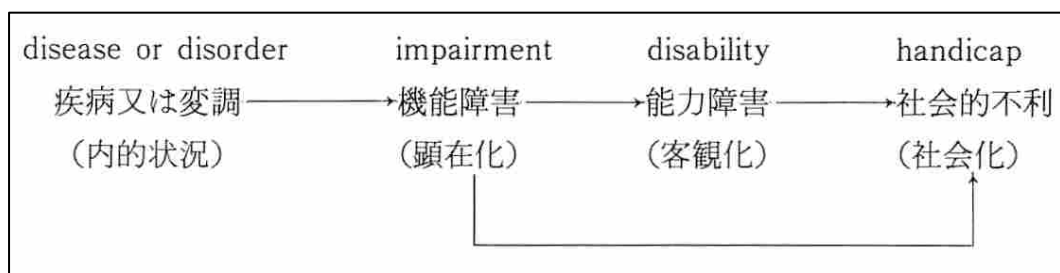 disease or disorder impairment disability handicap
疾病又は変調 機能障害 能力障害 社会的不利
（内的状況） （顕在化） （客観化） （社会化）